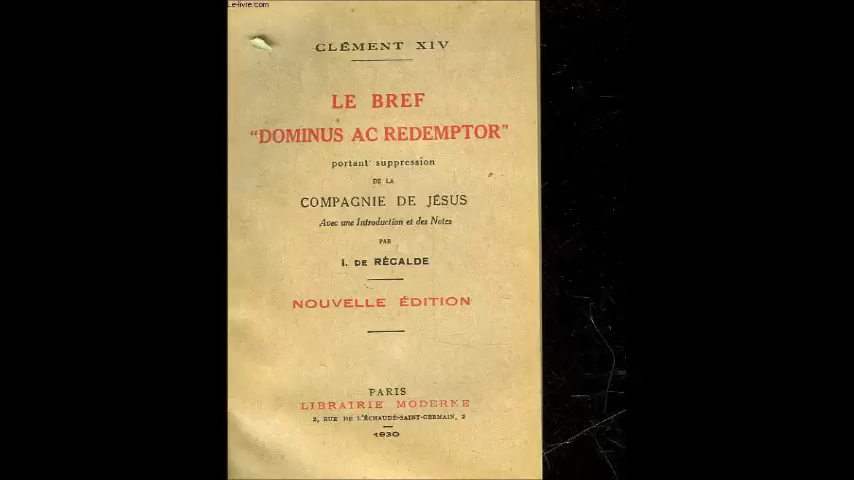 Le-livre.com
CLÉMENT XIV
LE BREF
"DOMINUS AC REDEMPTOR"
portant suppression
DE LA
COMPAGNIE DE JÉSUS
Avec une Introduction et des Notes
PAR
I. DE RÉCALDE
NOUVELLE ÉDITION
PARIS
LIBRAIRIE MODERNE
2, RUE DE L'ÉCHAUDÉ-SAINT-GERMAIN, 2
1930